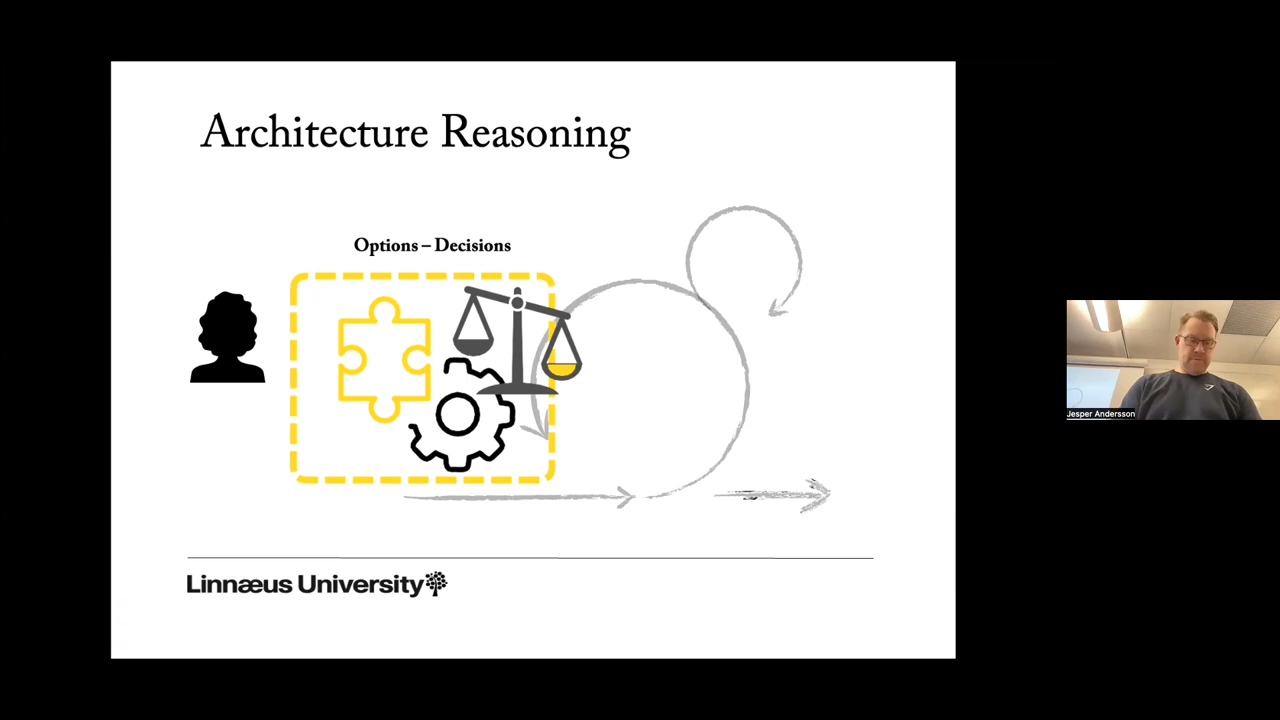 Architecture Reasoning
Options – Decisions
Linnæus University
Jesper Andersson